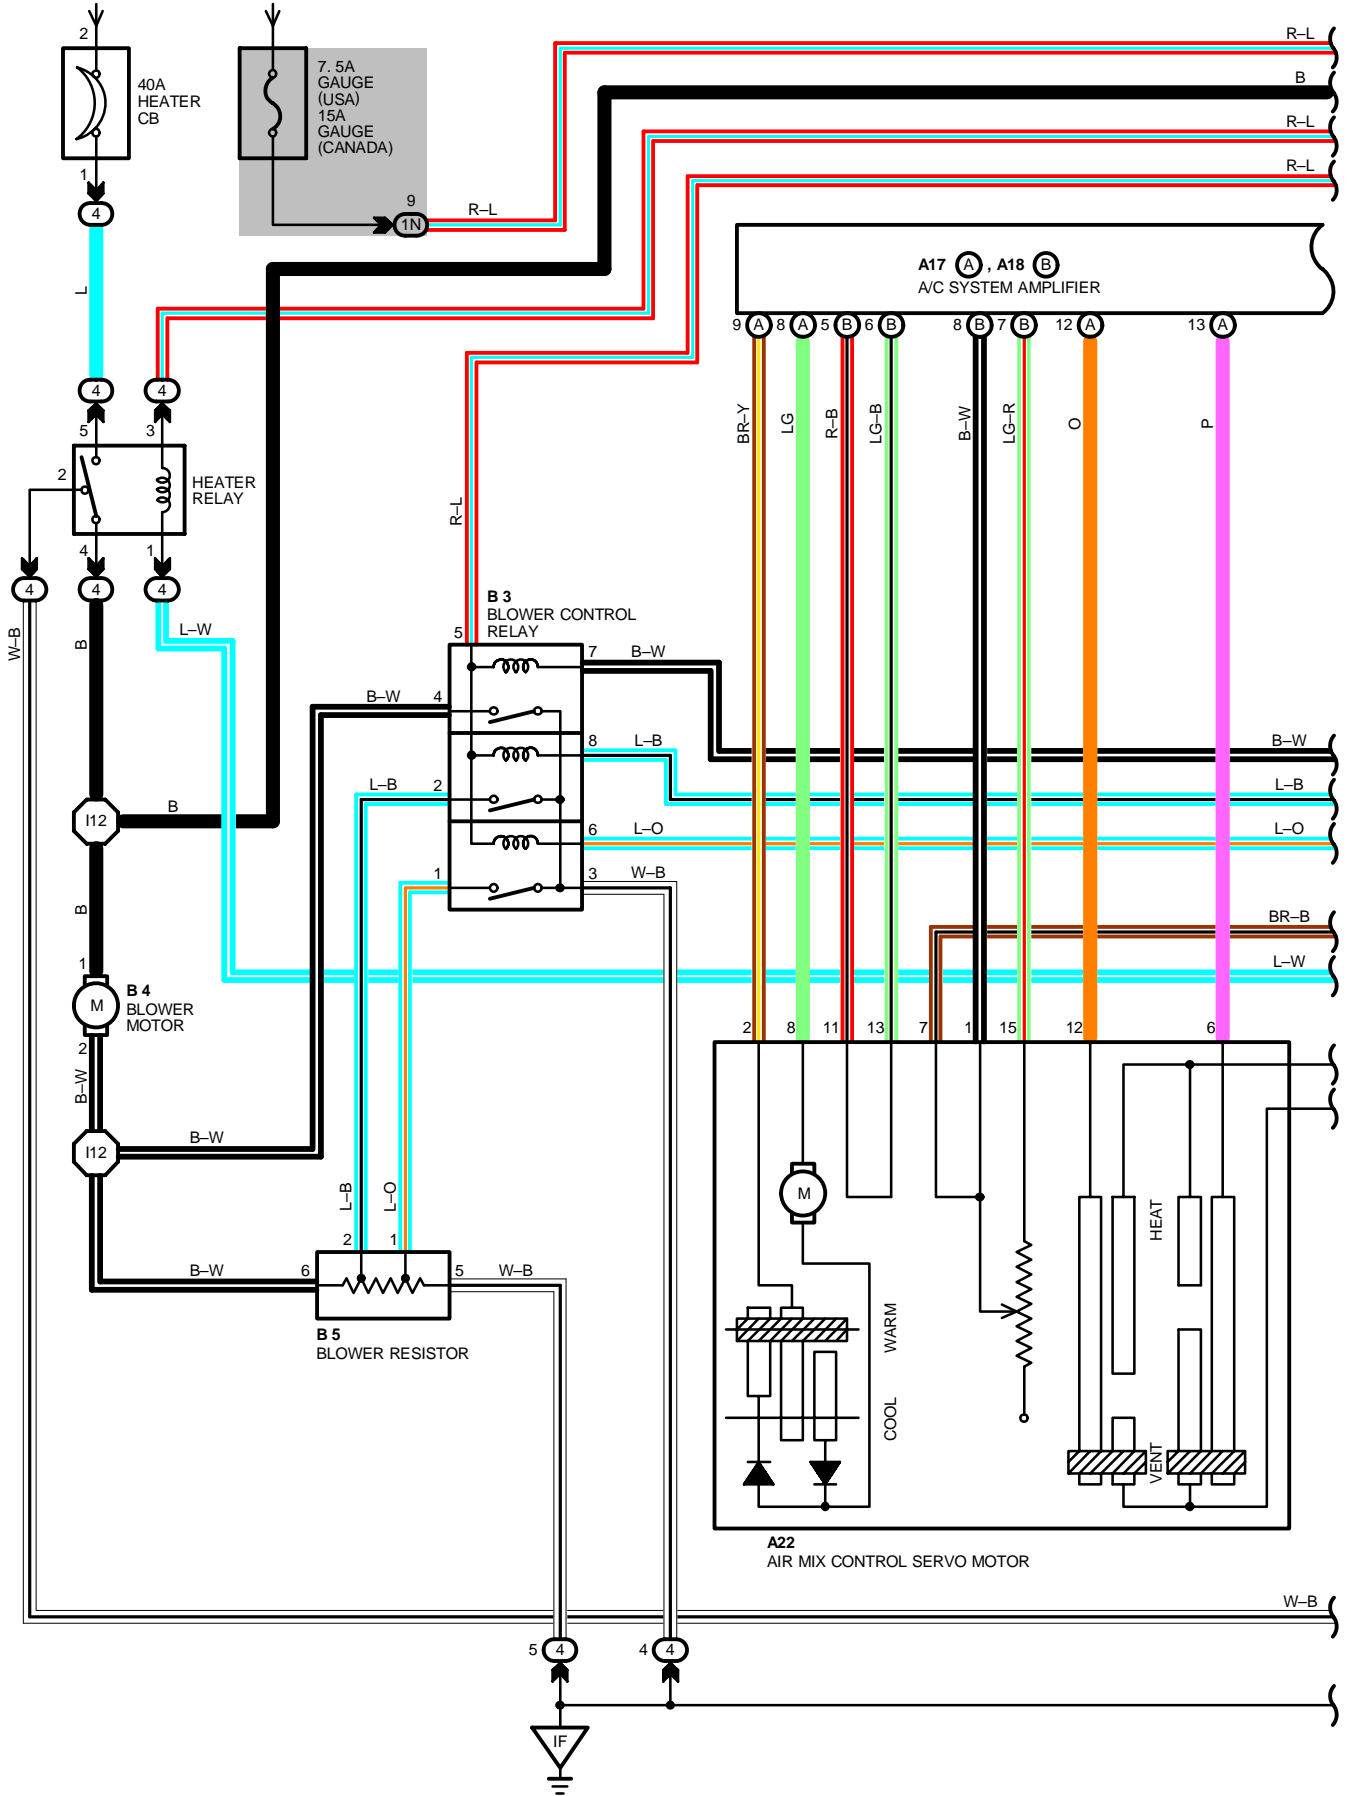 2
40A
HEATER
CB
1
4
L
7. 5A
GAUGE
(USA)
15A
GAUGE
(CANADA)
9
1N
R–L
R–L
B
R–L
R–L
A17 A , A18 B
A/C SYSTEM AMPLIFIER
9 A 8 A 5 B 6 B 8 B 7 B 12 A 13 A
BR–Y
LG
R–B
LG–B
B–W
LG–R
O
P
4
4
5
3
2
HEATER
RELAY
4
1
4
4
4
W–B
B
L–W
R–L
B 3
BLOWER CONTROL
RELAY
5
7
B–W
B–W
4
8
L–B
L–B
2
6
L–O
1
3
W–B
B–W
L–B
L–O
BR–B
L–W
I12
B
B
1
M
B 4
BLOWER
MOTOR
2
B–W
I12
B–W
L–B
L–O
2
1
B–W
6
5
W–B
B 5
BLOWER RESISTOR
2
8
11
13
7
1
15
12
6
M
WARM
COOL
HEAT
VENT
A22
AIR MIX CONTROL SERVO MOTOR
W–B
5 4
4 4
IF